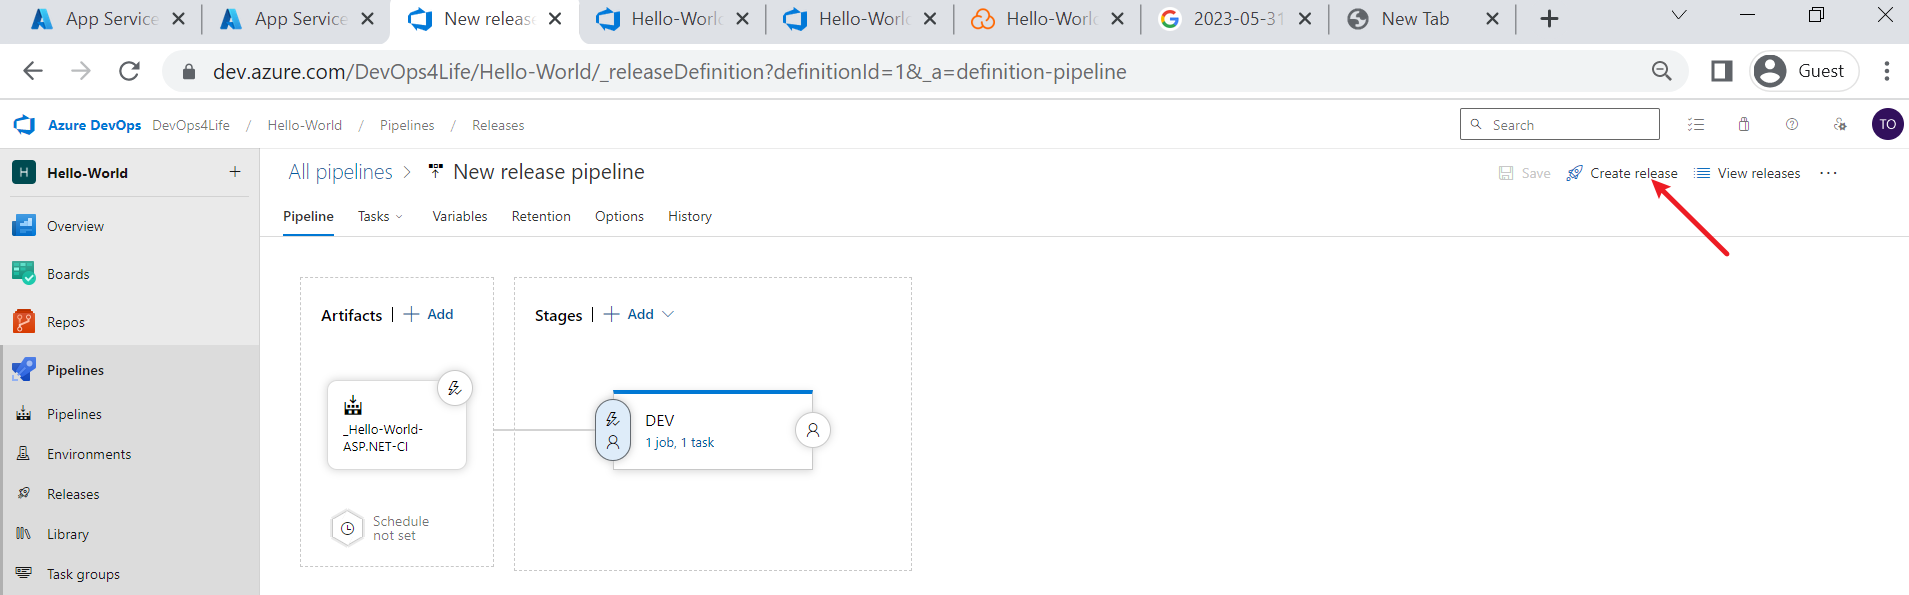 App Service
App Service
New release
Hello-World
Hello-World
Hello-World
2023-05-31
New Tab
dev.azure.com/DevOps4Life/Hello-World/_releaseDefinition?definitionId=1&_a=definition-pipeline
Guest
Azure DevOps DevOps4Life / Hello-World / Pipelines / Releases
Search
TO
H Hello-World +
All pipelines > New release pipeline
Save Create release View releases ...
Pipeline Tasks Variables Retention Options History
Overview
Boards
Repos
Pipelines
Pipelines
Environments
Releases
Library
Task groups
Artifacts | + Add
_Hello-World-
ASP.NET-CI
Schedule
not set
Stages | + Add
DEV
1 job, 1 task